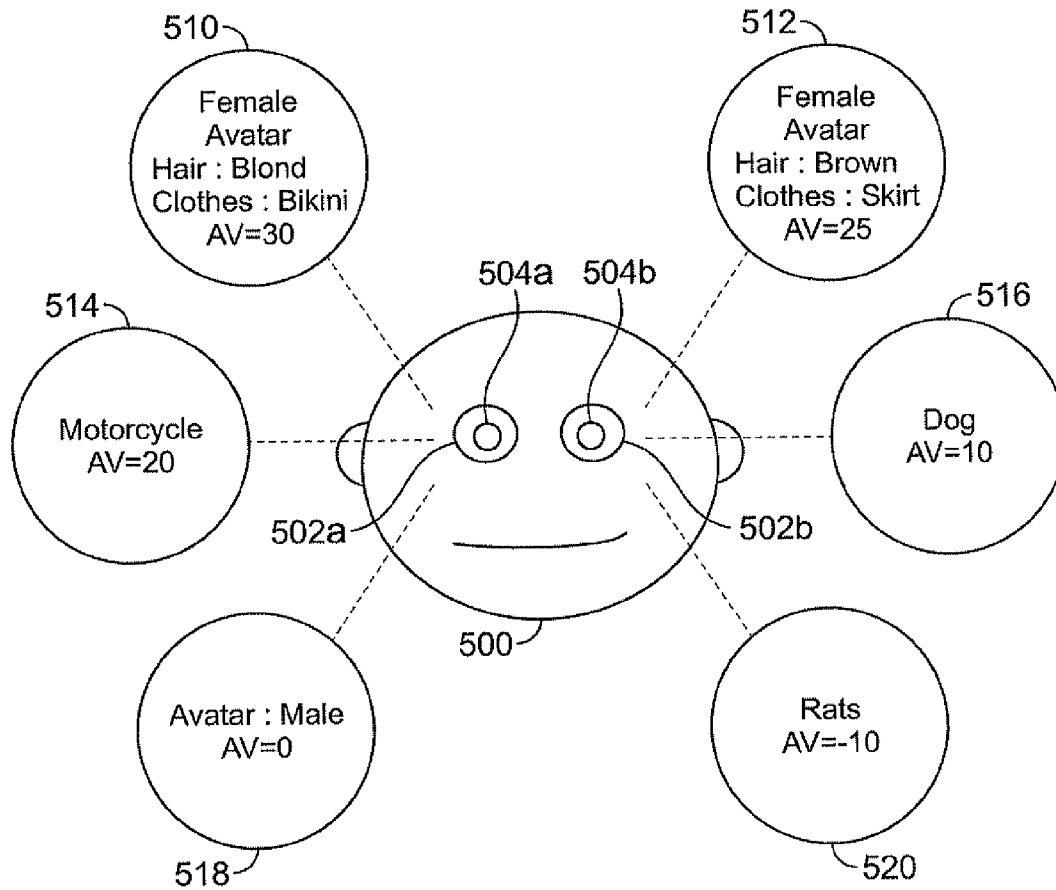 510
Female
Avatar
Hair : Blond
Clothes : Bikini
AV=30
512
Female
Avatar
Hair : Brown
Clothes : Skirt
AV=25
504a
504b
514
Motorcycle
AV=20
516
Dog
AV=10
502a
502b
500
Avatar : Male
AV=0
518
Rats
AV=-10
520